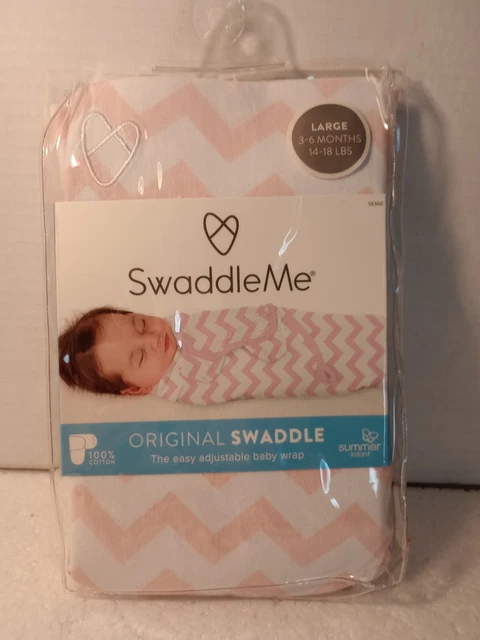 LARGE
3-6 MONTHS
14-18 LBS
SwaddleMe®
ORIGINAL SWADDLE
The easy adjustable baby wrap
100%
COTTON
summer
infant